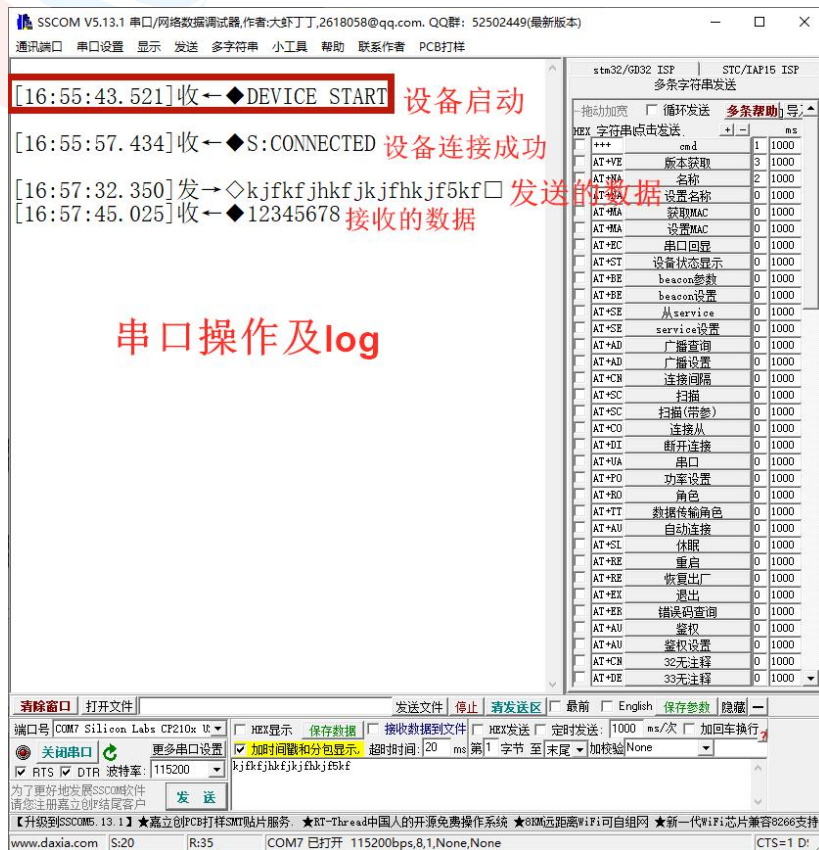 SSCOM V5.13.1 串口/网络数据调试器,作者:大虾丁丁,2618058@qq.com. QQ群: 52502449(最新版本)
通讯端口 串口设置 显示 发送 多字符串 小工具 帮助 联系作者 PCB打样
[16:55:43.521]收←◆DEVICE START 设备启动
[16:55:57.434]收←◆S:CONNECTED 设备连接成功
[16:57:32.350]发→◇kjfkfjhkfjkjfhkjf5kf□ 发送的数据
[16:57:45.025]收←◆12345678 接收的数据
串口操作及log
stm32/GD32 ISP STC/IAP15 ISP
多条字符串发送
拖动加宽 循环发送 多条帮助 导
HEX 字符串 点击发送 + - ms
+++ cmd 1 1000
AT+VE 版本获取 3 1000
AT+NA 名称 2 1000
设置名称 0 1000
AT+MA 获取MAC 0 1000
AT+MA 设置MAC 0 1000
AT+EC 串口回显 0 1000
AT+ST 设备状态显示 0 1000
AT+BE beacon参数 0 1000
AT+BE beacon设置 0 1000
AT+SE 从service 0 1000
AT+SE service设置 0 1000
AT+AD 广播查询 0 1000
AT+AD 广播设置 0 1000
AT+CN 连接间隔 0 1000
AT+SC 扫描 0 1000
AT+SC 扫描(带参) 0 1000
AT+CO 连接从 0 1000
AT+DI 断开连接 0 1000
AT+UA 串口 0 1000
AT+PO 功率设置 0 1000
AT+RO 角色 0 1000
AT+TT 数据传输角色 0 1000
AT+AU 自动连接 0 1000
AT+SL 休眠 0 1000
AT+RE 重启 0 1000
AT+RE 恢复出厂 0 1000
AT+EX 退出 0 1000
AT+ER 错误码查询 0 1000
AT+AU 鉴权 0 1000
AT+AU 鉴权设置 0 1000
AT+CN 32无注释 0 1000
AT+DE 33无注释 0 1000
清除窗口 打开文件 发送文件 停止 清发送区 最前 English 保存参数 隐藏 —
端口号 COM7 Silicon Labs CP210x U HEX显示 保存数据 接收数据到文件 HEX发送 定时发送: 1000 ms/次 加回车换行
关闭串口 更多串口设置 加时间戳和分包显示. 超时时间: 20 ms 第 1 字节 至 末尾 加校验 None
RTS DTR 波特率: 115200 kjfkfjhkfjkjfhkjf5kf
为了更好地发展SSCOM软件
请您注册嘉立创F结尾客户 发 送
【升级到SSCOM5.13.1】★嘉立创PCB打样SMT贴片服务. ★RT-Thread中国人的开源免费操作系统 ★8KM远距离WiFi可自组网 ★新一代WiFi芯片兼容8266支持
www.daxia.com S:20 R:35 COM7 已打开 115200bps,8,1,None,None CTS=1 D